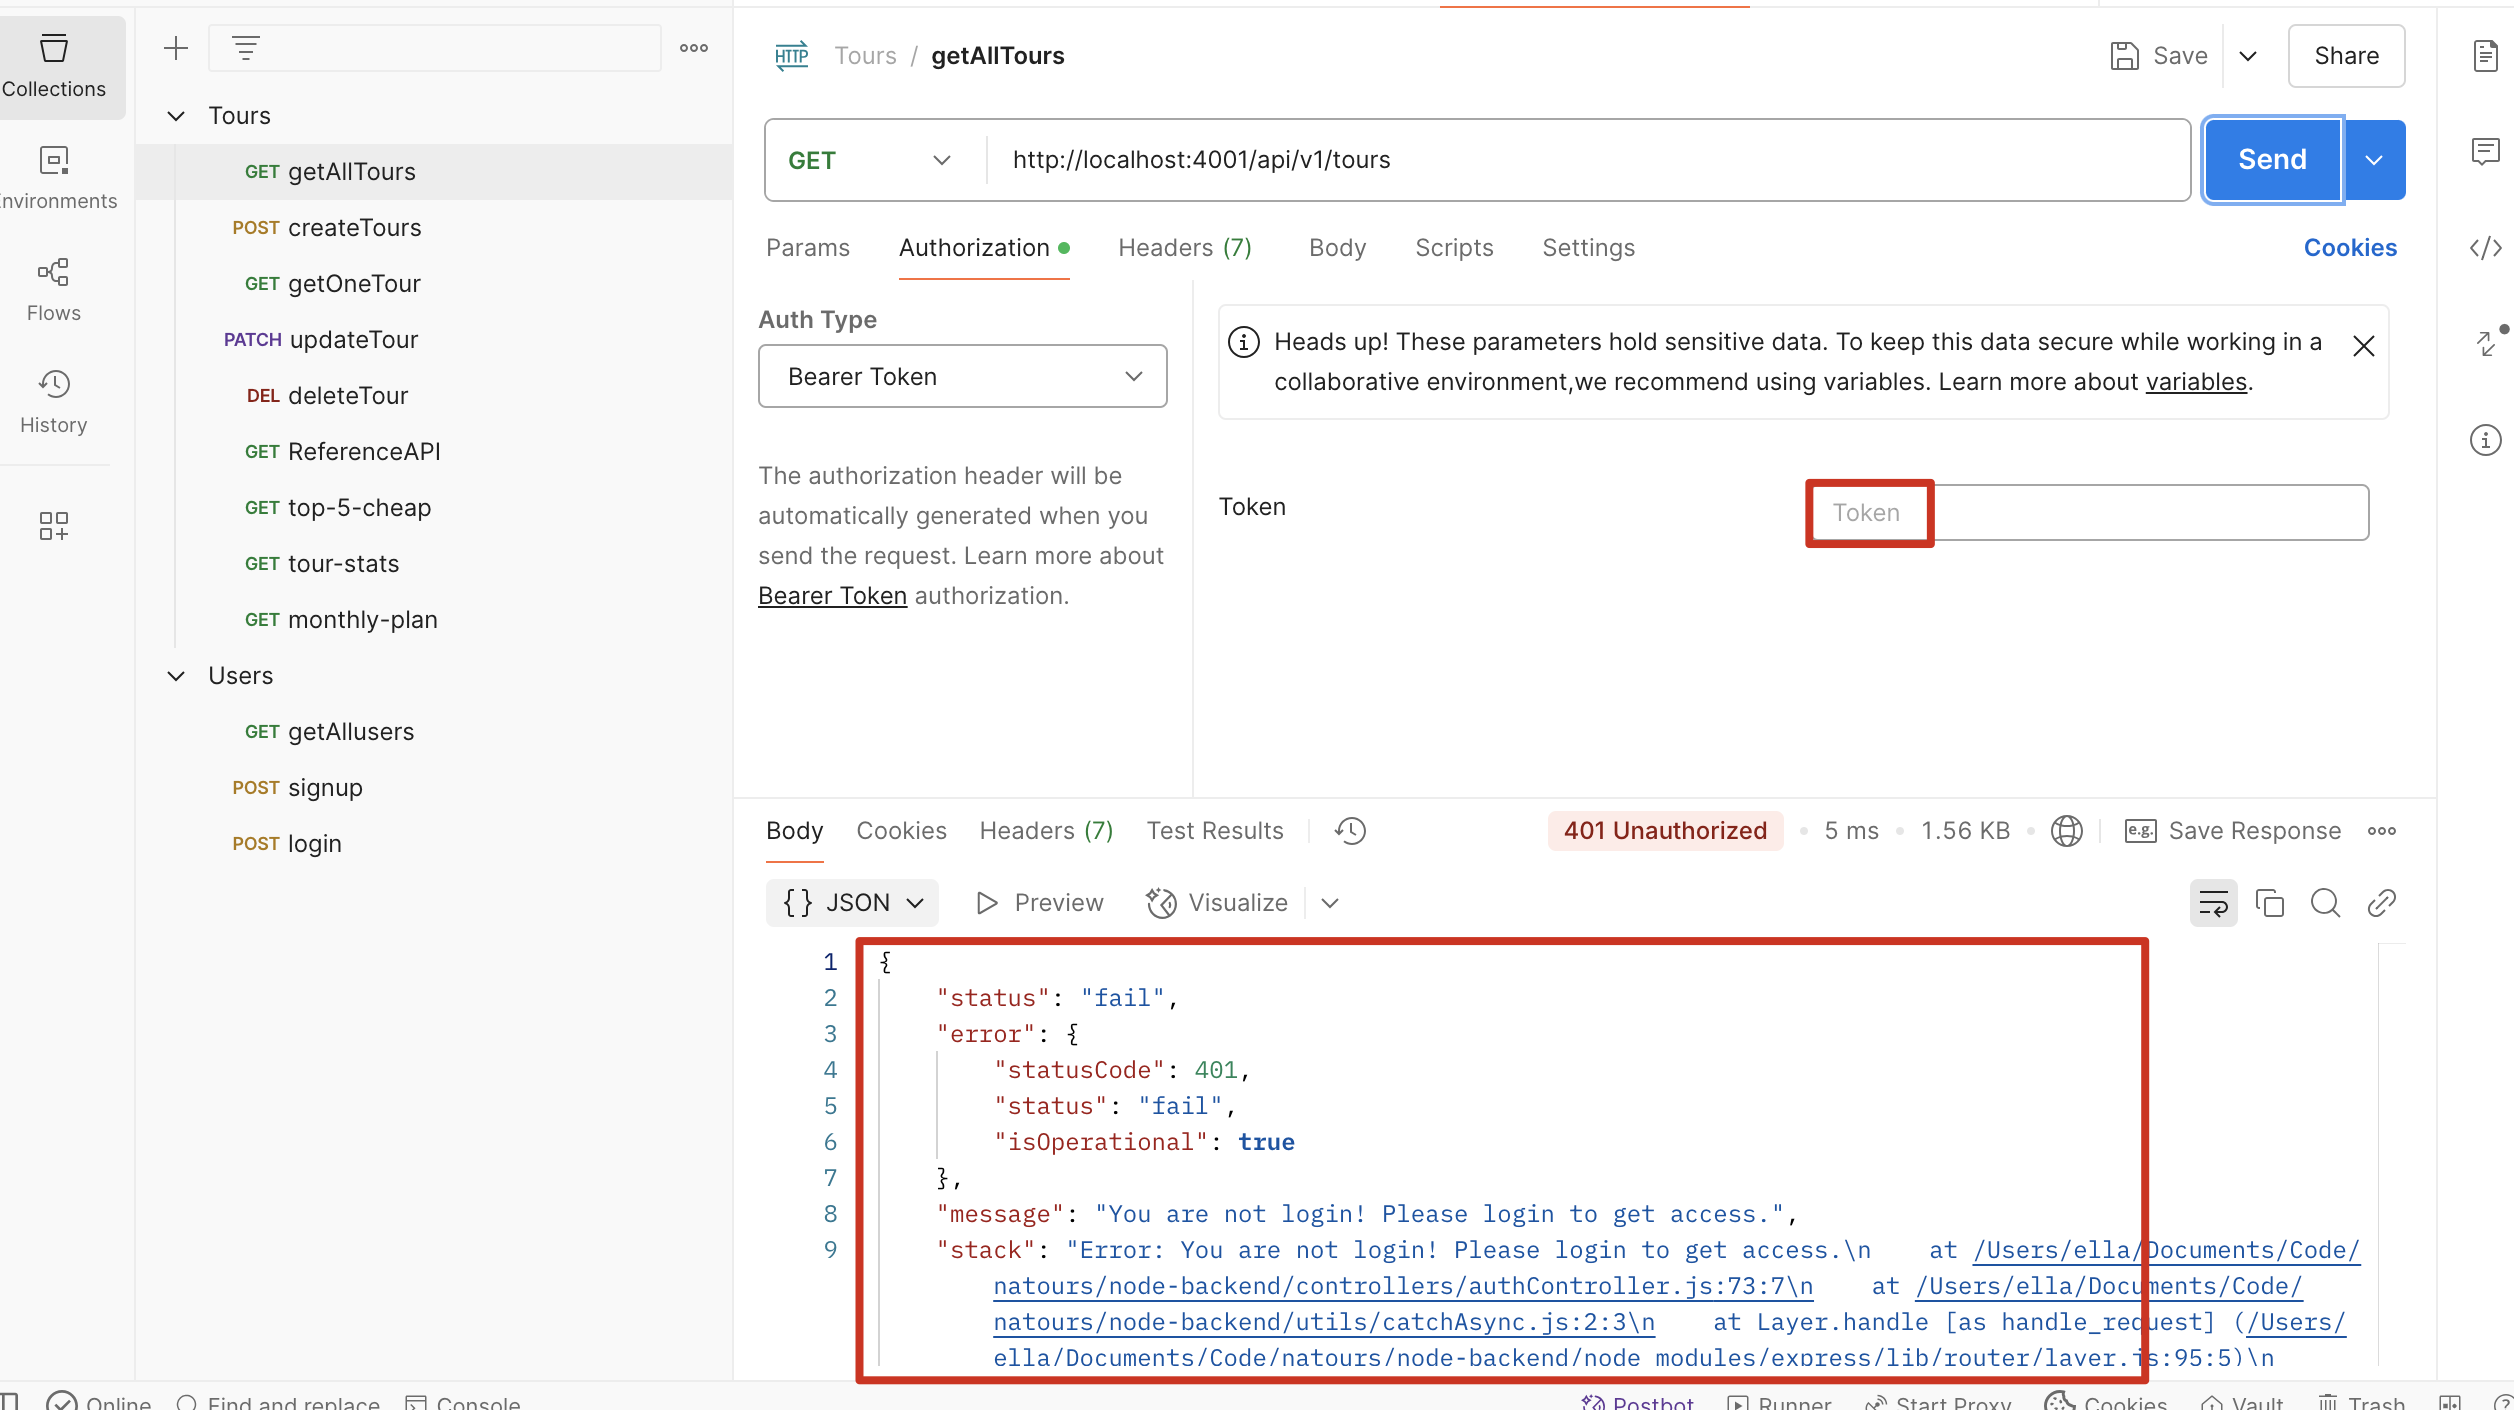 Collections
nvironments
Flows
History
Tours
GET getAllTours
POST createTours
GET getOneTour
PATCH updateTour
DEL deleteTour
GET ReferenceAPI
GET top-5-cheap
GET tour-stats
GET monthly-plan
Users
GET getAllusers
POST signup
POST login
HTTP Tours / getAllTours
Save
Share
GET http://localhost:4001/api/v1/tours
Send
Params Authorization Headers (7) Body Scripts Settings Cookies
Auth Type
Bearer Token
The authorization header will be
automatically generated when you
send the request. Learn more about
Bearer Token authorization.
Heads up! These parameters hold sensitive data. To keep this data secure while working in a
collaborative environment,we recommend using variables. Learn more about variables.
Token
Token
Body Cookies Headers (7) Test Results
401 Unauthorized 5 ms 1.56 KB e.g. Save Response
{} JSON Preview Visualize
1 {
2 "status": "fail",
3 "error": {
4 "statusCode": 401,
5 "status": "fail",
6 "isOperational": true
7 },
8 "message": "You are not login! Please login to get access.",
9 "stack": "Error: You are not login! Please login to get access.\n    at /Users/ella/Documents/Code/
natours/node-backend/controllers/authController.js:73:7\n    at /Users/ella/Documents/Code/
natours/node-backend/utils/catchAsync.js:2:3\n    at Layer.handle [as handle_request] (/Users/
ella/Documents/Code/natours/node-backend/node_modules/express/lib/router/layer.js:95:5)\n
Online Find and replace Console Postbot Runner Start Proxy Cookies Vault Trash